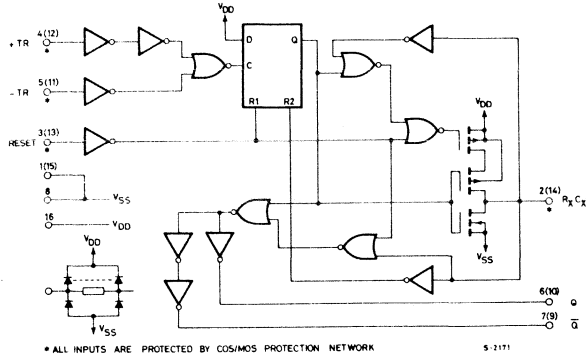 VDD
4(12)
+TR
*
D
Q
C
VDD
5(11)
-TR
*
R1
R2
3(13)
RESET
*
1(15)
8
VSS
16
VDD
2(14)
RX CX
*
VSS
VDD
VSS
6(10)
Q
7(9)
Q̅
* ALL INPUTS ARE PROTECTED BY COS/MOS PROTECTION NETWORK
S-2171